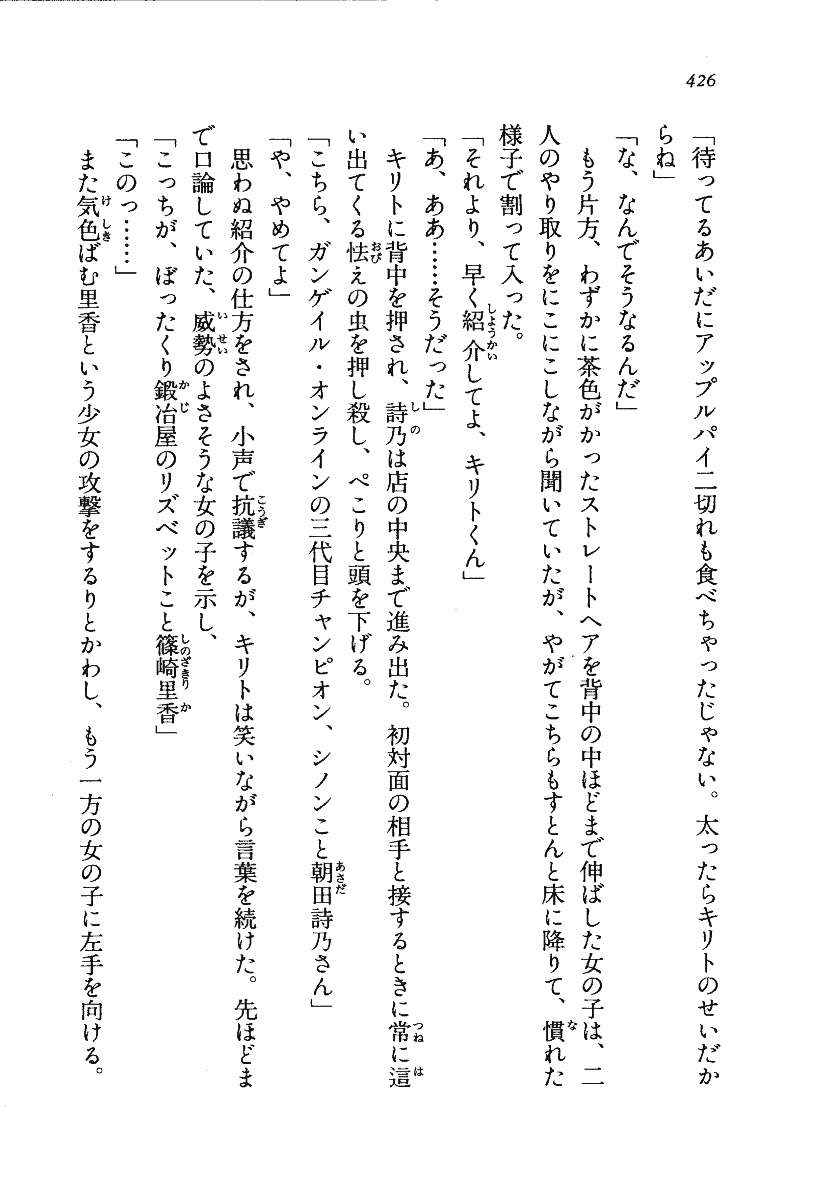 426
「待ってるあいだにアップルパイ二切れも食べちゃったじゃない。太ったらキリトのせいだか
らね」
「な、なんでそうなるんだ」
もう片方、わずかに茶色がかったストレートヘアを背中の中ほどまで伸ばした女の子は、二
人のやり取りをにこにこしながら聞いていたが、やがてこちらもすとんと床に降りて、慣れた
様子で割って入った。
「それより、早く紹介してよ、キリトくん」
「あ、ああ……そうだった」
キリトに背中を押され、詩乃は店の中央まで進み出た。初対面の相手と接するときに常に這
い出てくる怯えの虫を押し殺し、ぺこりと頭を下げる。
「こちら、ガンゲイル・オンラインの三代目チャンピオン、シノンこと朝田詩乃さん」
「や、やめてよ」
思わぬ紹介の仕方をされ、小声で抗議するが、キリトは笑いながら言葉を続けた。先ほどま
で口論していた、威勢のよさそうな女の子を示し、
「こっちが、ぼったくり鍛冶屋のリズベットこと篠崎里香」
「このっ……」
また気色ばむ里香という少女の攻撃をするりとかわし、もう一方の女の子に左手を向ける。